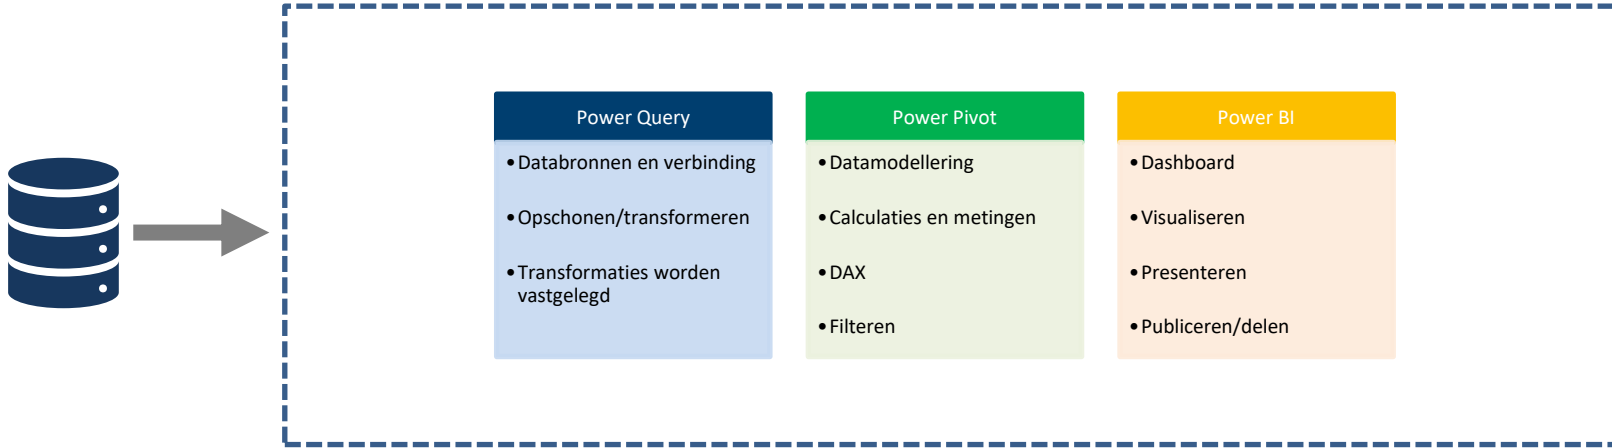 Power Query
• Databronnen en verbinding
• Opschonen/transformeren
• Transformaties worden
vastgelegd
Power Pivot
• Datamodellering
• Calculaties en metingen
• DAX
• Filteren
Power BI
• Dashboard
• Visualiseren
• Presenteren
• Publiceren/delen